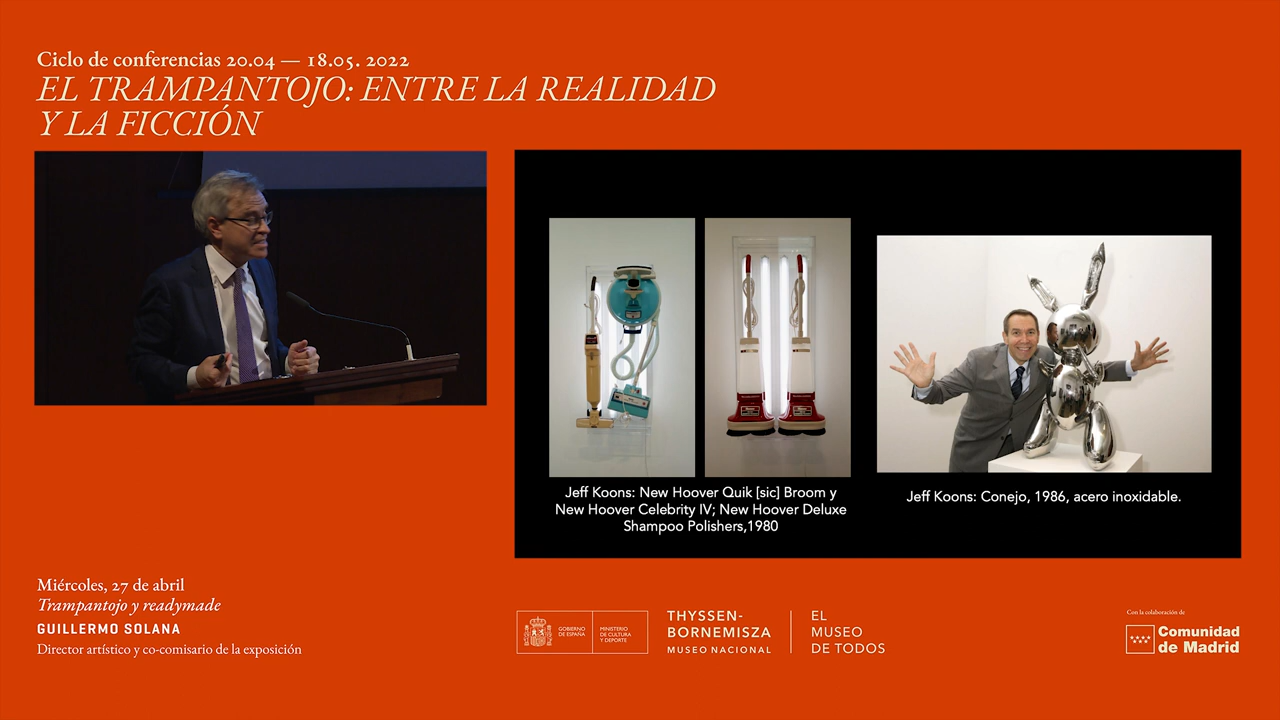 Ciclo de conferencias 20.04 — 18.05. 2022
EL TRAMPANTOJO: ENTRE LA REALIDAD
Y LA FICCIÓN
Jeff Koons: New Hoover Quik [sic] Broom y
New Hoover Celebrity IV; New Hoover Deluxe
Shampoo Polishers,1980
Jeff Koons: Conejo, 1986, acero inoxidable.
Miércoles, 27 de abril
Trampantojo y readymade
GUILLERMO SOLANA
Director artístico y co-comisario de la exposición
GOBIERNO
DE ESPAÑA
MINISTERIO
DE CULTURA
Y DEPORTE
THYSSEN-
BORNEMISZA
MUSEO NACIONAL
EL
MUSEO
DE TODOS
Con la colaboración de
Comunidad
de Madrid